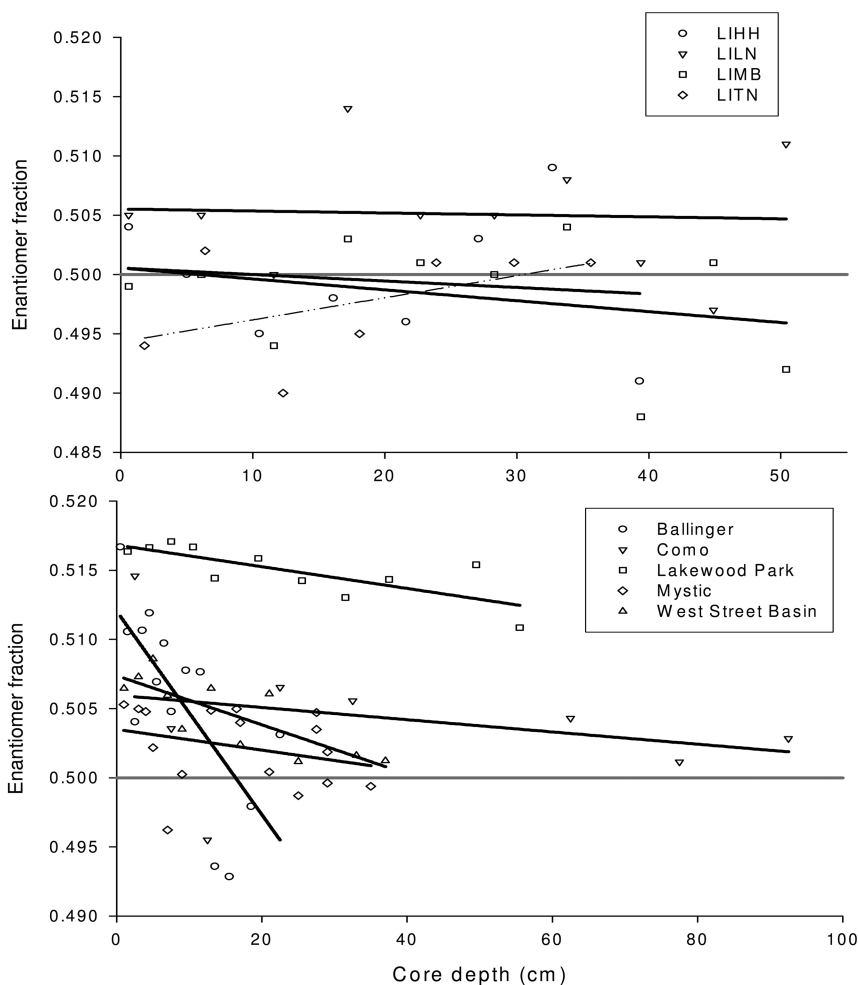 0.520
0.515
0.510
0.505
0.500
0.495
0.490
0.485
Enantiomer fraction
0
10
20
30
40
50
LIHH
LILN
LIMB
LITN
0.520
0.515
0.510
0.505
0.500
0.495
0.490
Enantiomer fraction
0
20
40
60
80
100
Core depth (cm)
Ballinger
Como
Lakewood Park
Mystic
West Street Basin